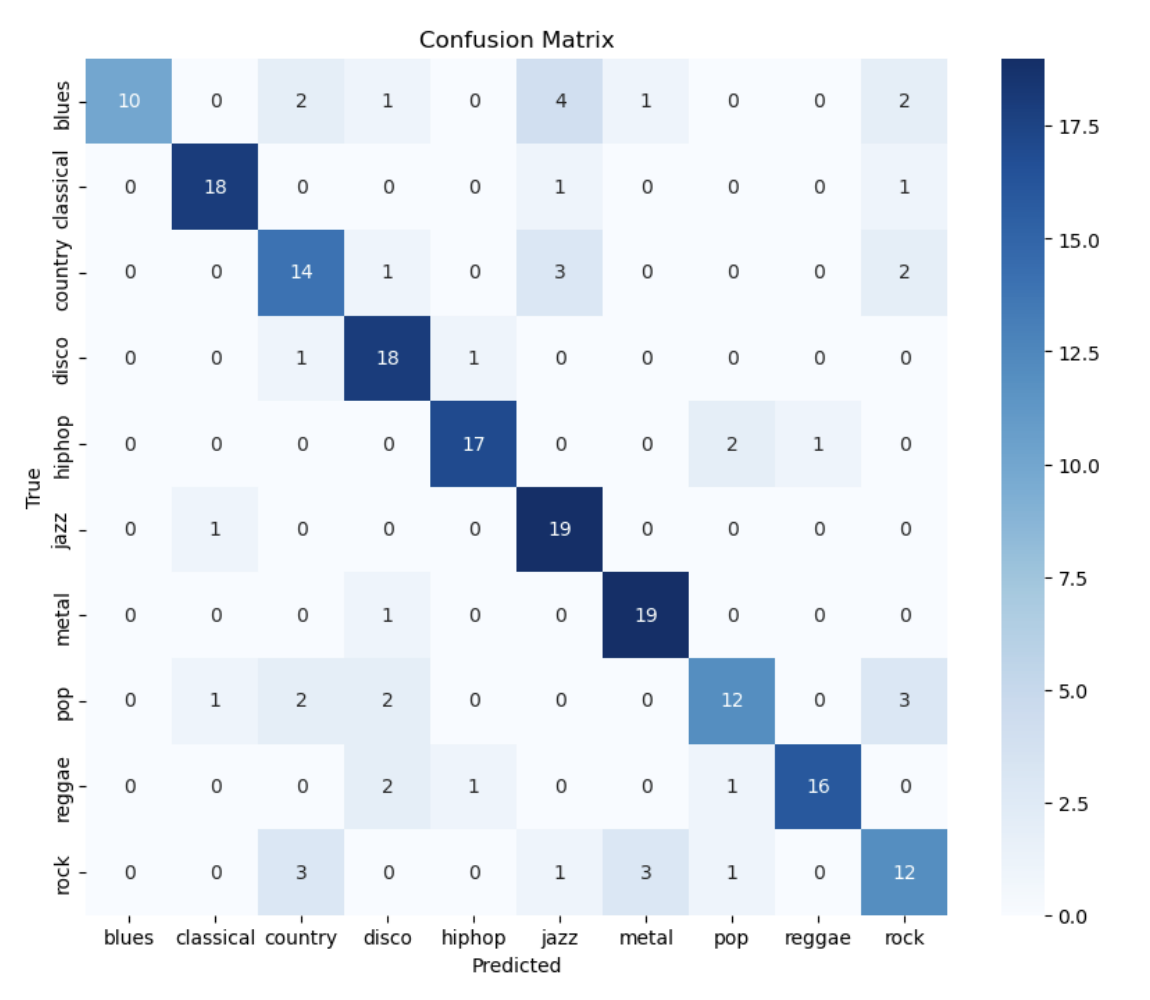 Confusion Matrix
True
blues 10 0 2 1 0 4 1 0 0 2
classical 0 18 0 0 0 1 0 0 0 1
country 0 0 14 1 0 3 0 0 0 2
disco 0 0 1 18 1 0 0 0 0 0
hiphop 0 0 0 0 17 0 0 2 1 0
jazz 0 1 0 0 0 19 0 0 0 0
metal 0 0 0 1 0 0 19 0 0 0
pop 0 1 2 2 0 0 0 12 0 3
reggae 0 0 0 2 1 0 0 1 16 0
rock 0 0 3 0 0 1 3 1 0 12
blues classical country disco hiphop jazz metal pop reggae rock
Predicted
17.5
15.0
12.5
10.0
7.5
5.0
2.5
0.0